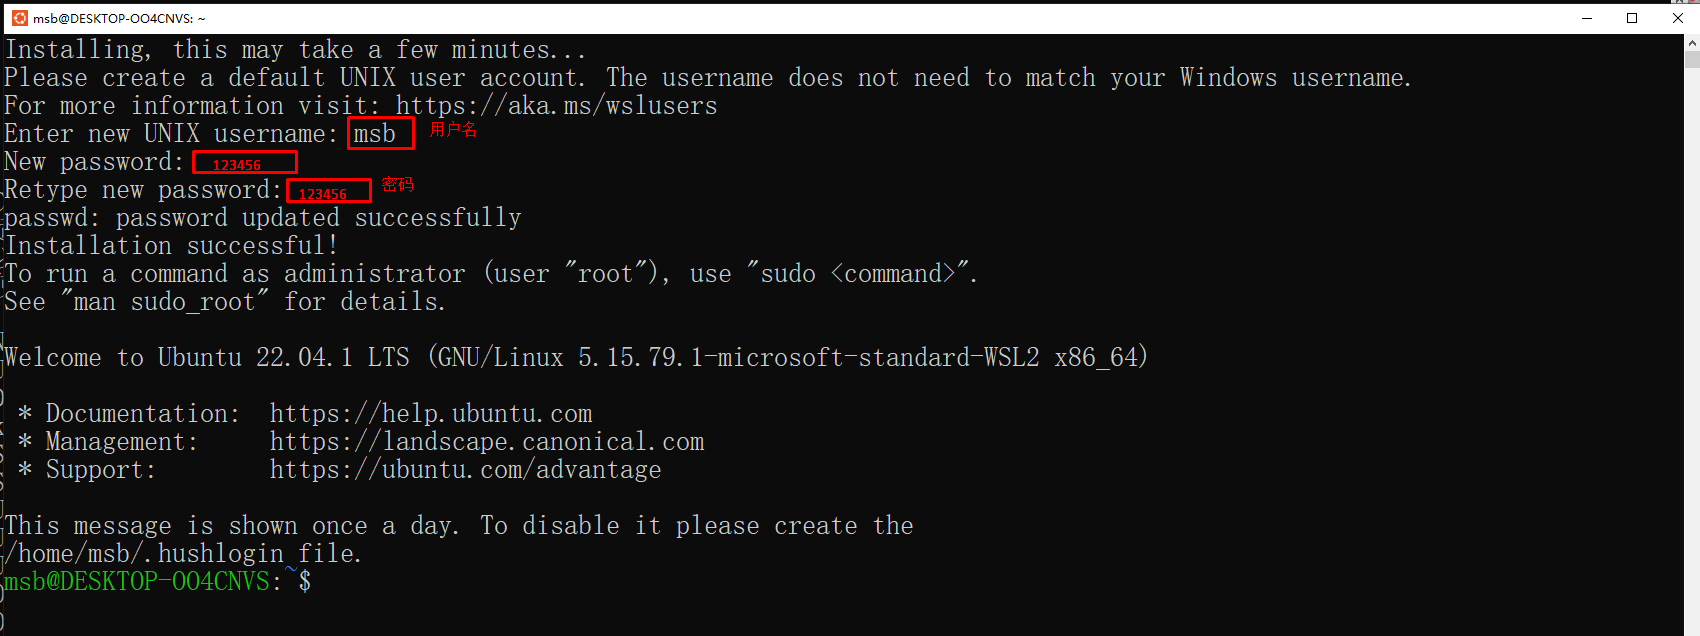 msb@DESKTOP-OO4CNVS: ~
Installing, this may take a few minutes...
Please create a default UNIX user account. The username does not need to match your Windows username.
For more information visit: https://aka.ms/wslusers
Enter new UNIX username: msb 用户名
New password: 123456
Retype new password: 123456 密码
passwd: password updated successfully
Installation successful!
To run a command as administrator (user "root"), use "sudo <command>".
See "man sudo_root" for details.
Welcome to Ubuntu 22.04.1 LTS (GNU/Linux 5.15.79.1-microsoft-standard-WSL2 x86_64)
* Documentation: https://help.ubuntu.com
* Management: https://landscape.canonical.com
* Support: https://ubuntu.com/advantage
This message is shown once a day. To disable it please create the
/home/msb/.hushlogin file.
msb@DESKTOP-OO4CNVS:~$